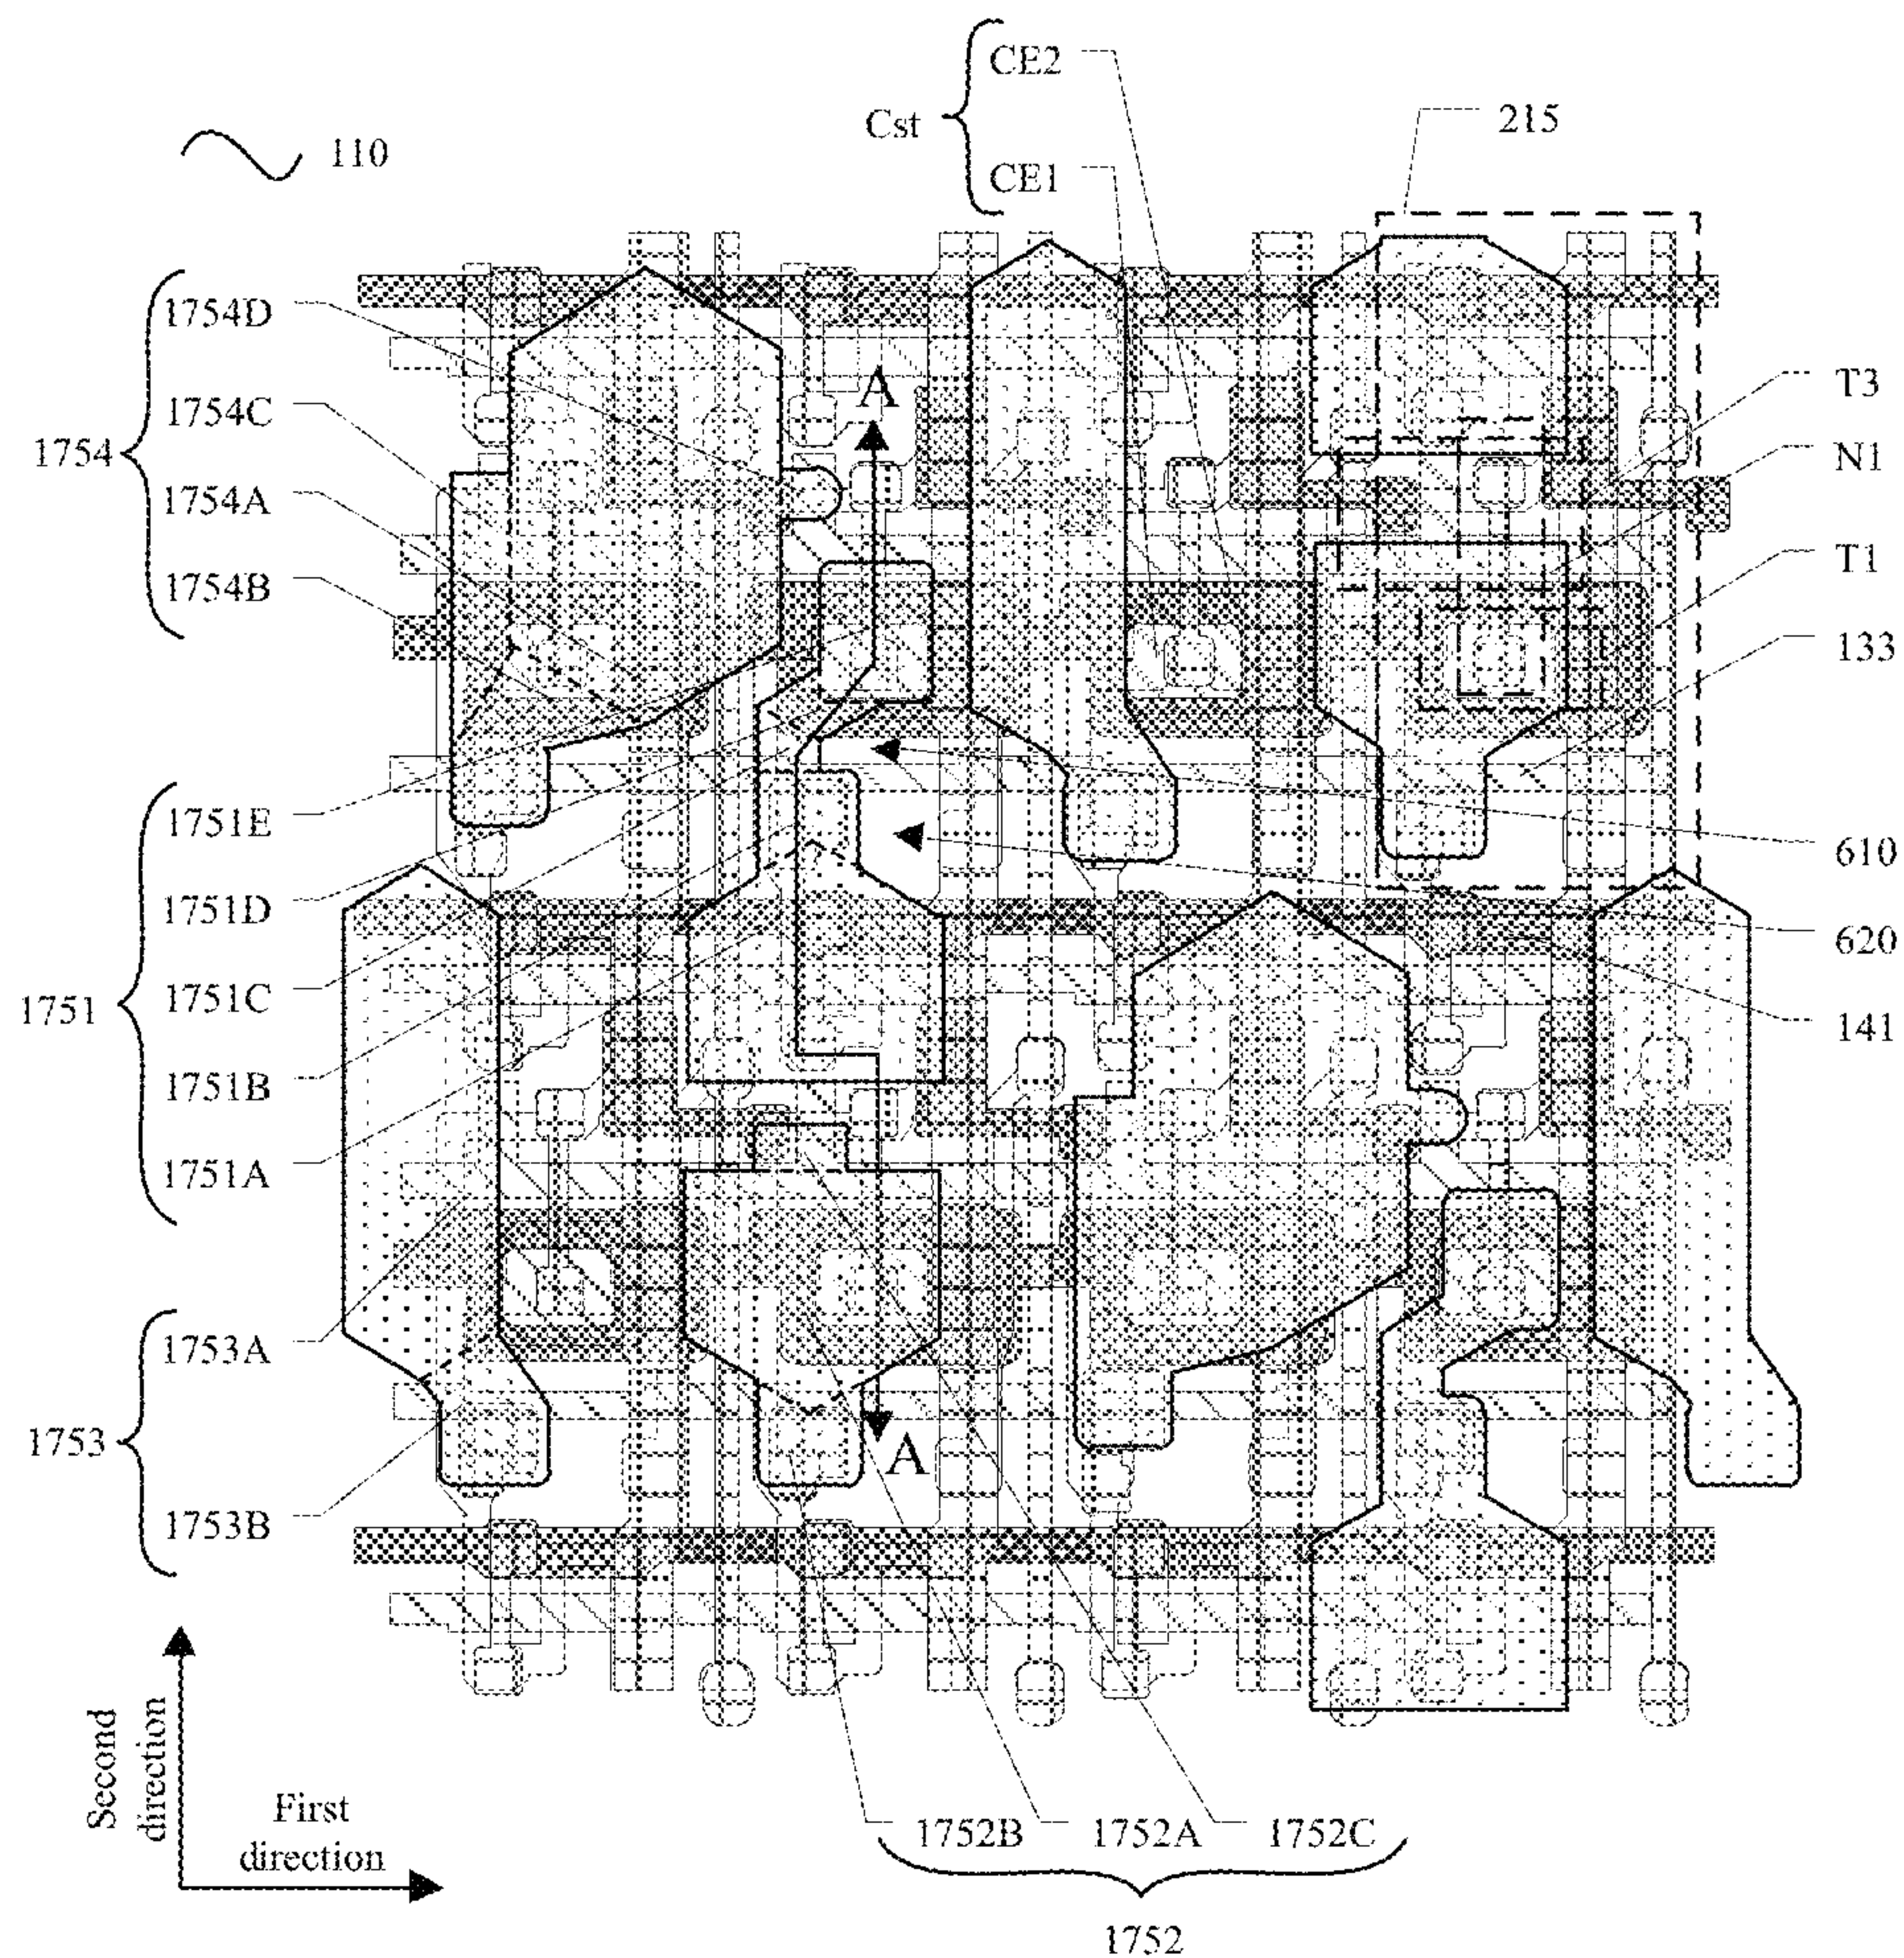 CE2
Cst
CE1
215
110
1754D
1754C
1754
1754A
1754B
A
T3
N1
T1
133
1751E
1751D
1751
1751C
1751B
1751A
610
620
141
1753A
1753
1753B
A
Second direction
First direction
1752B 1752A 1752C
1752